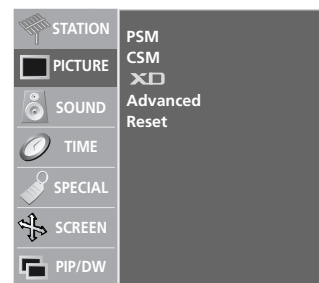 STATION
PICTURE
SOUND
TIME
SPECIAL
SCREEN
PIP/DW
PSM
CSM
XD
Advanced
Reset